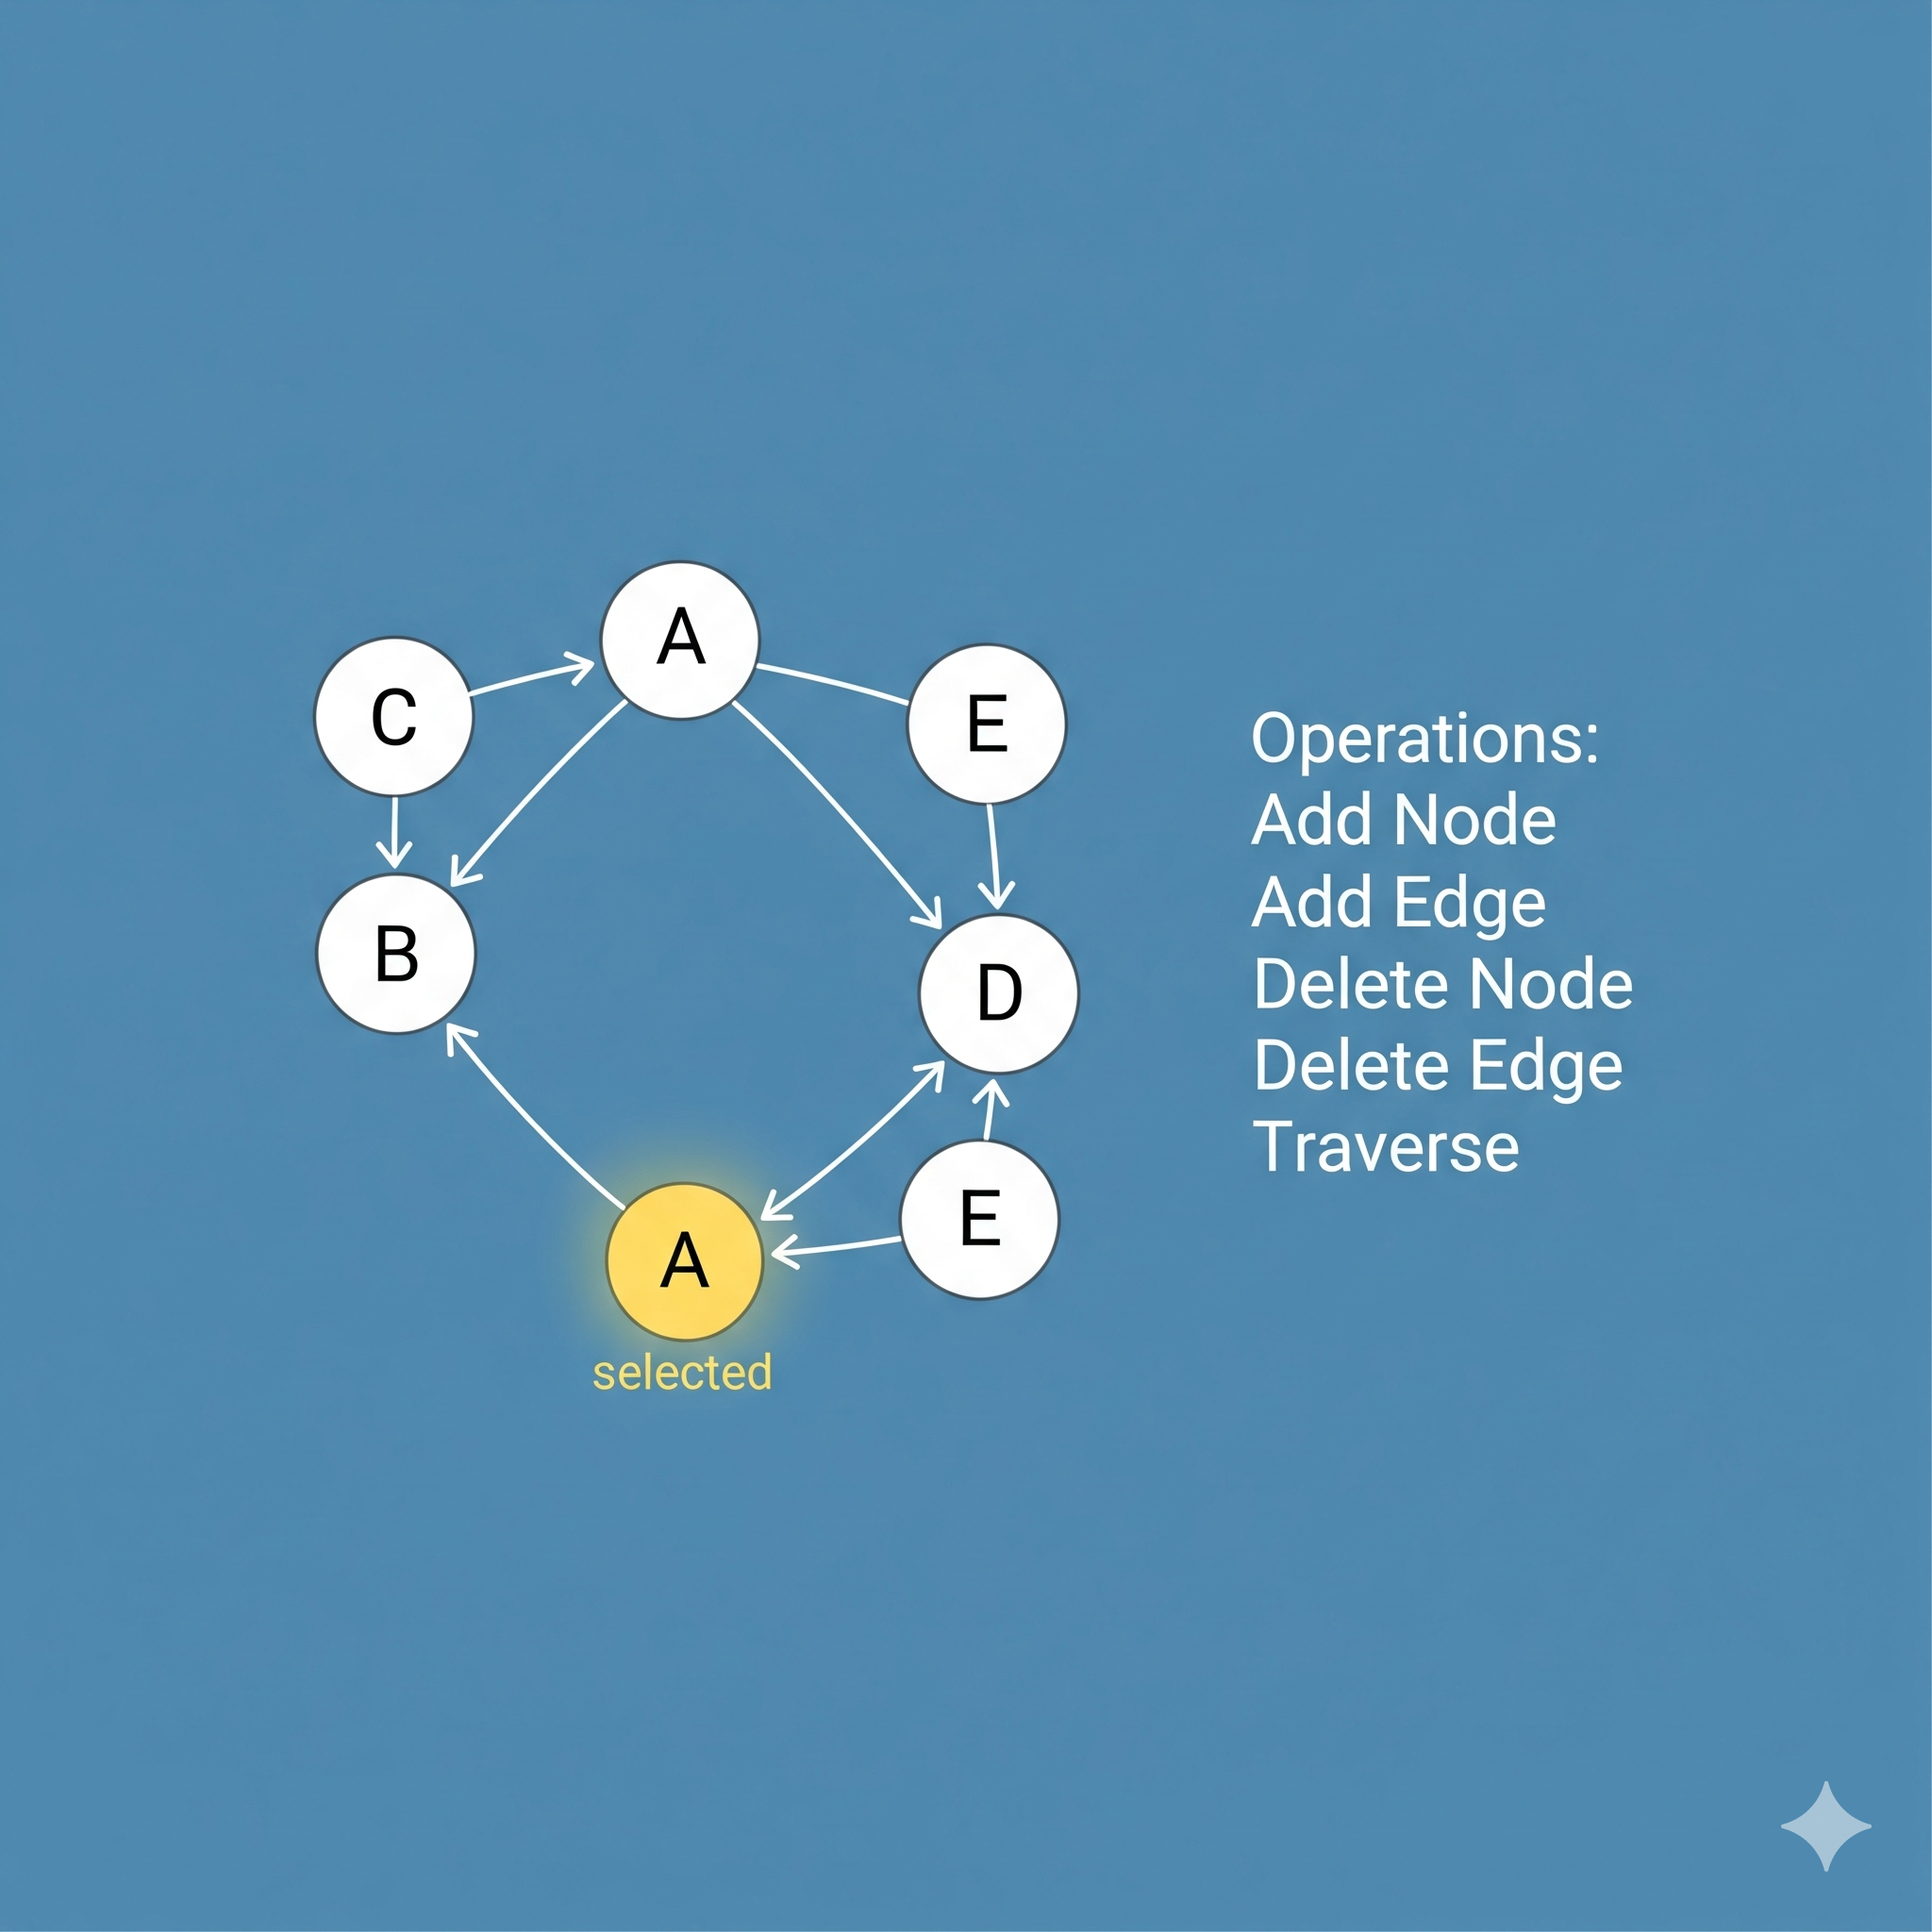 A
C
E
B
D
E
A
selected
Operations:
Add Node
Add Edge
Delete Node
Delete Edge
Traverse